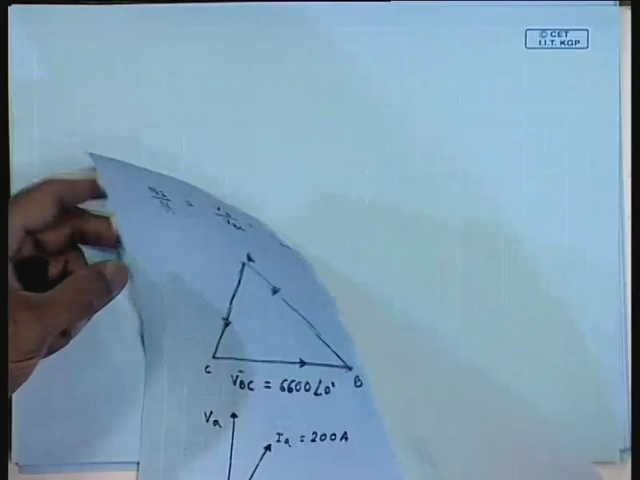 © CET
I.I.T. KGP
C
B
V̄BC = 6600∠0°
Va
Ia = 200A